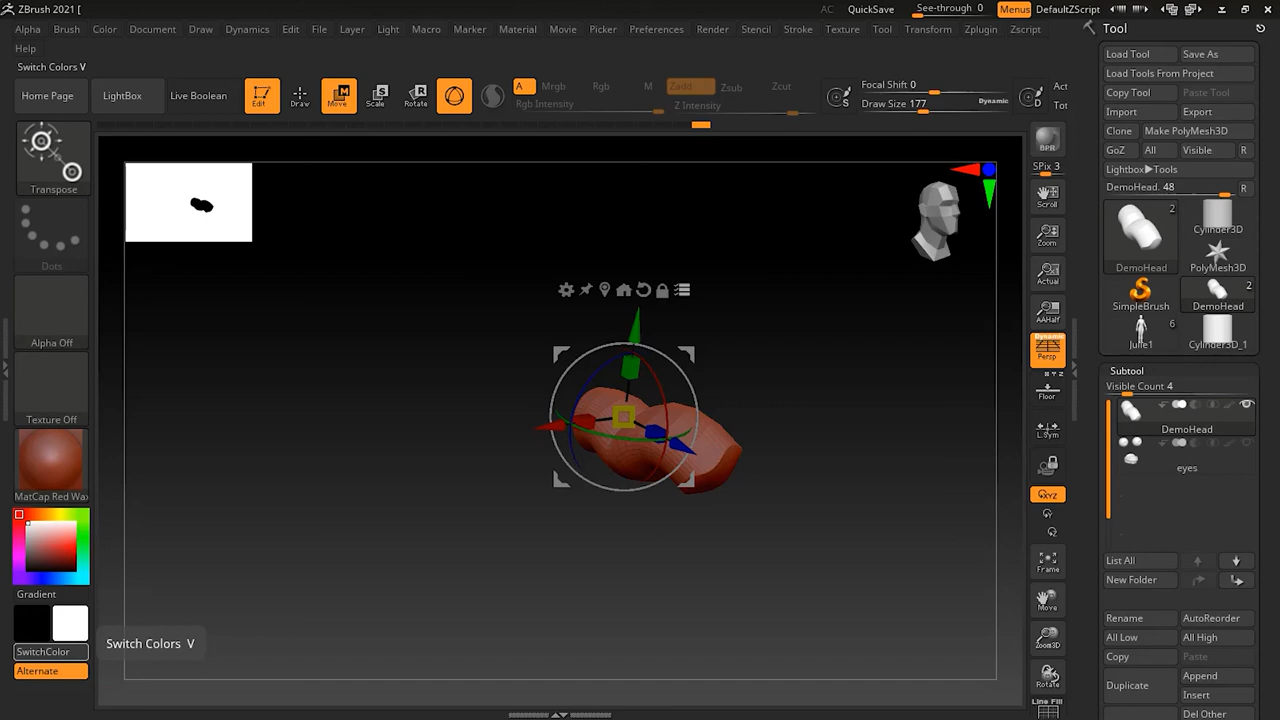 ZBrush 2021 [
AC QuickSave See-through 0 Menus DefaultZScript
Alpha Brush Color Document Draw Dynamics Edit File Layer Light Macro Marker Material Movie Picker Preferences Render Stencil Stroke Texture Tool Transform Zplugin Zscript
Help
Switch Colors V
Home Page LightBox Live Boolean Edit Draw Move Scale Rotate
A Mrgb Rgb M Zadd Zsub Zcut
Rgb Intensity Z Intensity
S Focal Shift 0
Draw Size 177 Dynamic
D Act
Tot
Transpose
Dots
Alpha Off
Texture Off
MatCap Red Wax
Gradient
SwitchColor
Alternate
Switch Colors V
BPR
SPix 3
Scroll
Zoom
Actual
AAHalf
Dynamic
Persp
Floor
L.Sym
XYZ
Frame
Move
Zoom3D
Rotate
Line Fill
Tool
Load Tool Save As
Load Tools From Project
Copy Tool Paste Tool
Import Export
Clone Make PolyMesh3D
GoZ All Visible R
Lightbox▶Tools
DemoHead. 48 R
2
DemoHead Cylinder3D
PolyMesh3D
SimpleBrush 2 DemoHead
6 Julie1 Cylinder3D_1
Subtool
Visible Count 4
DemoHead
eyes
List All
New Folder
Rename AutoReorder
All Low All High
Copy Paste
Duplicate Append
Insert
Del Other